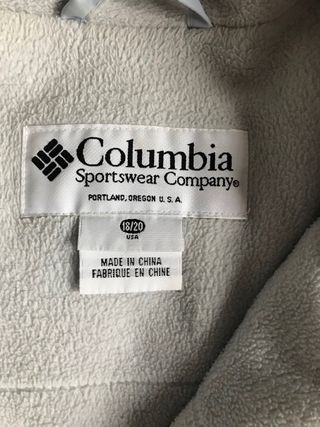 Columbia
Sportswear Company®
PORTLAND, OREGON U.S.A.
18/20
USA
MADE IN CHINA
FABRIQUE EN CHINE